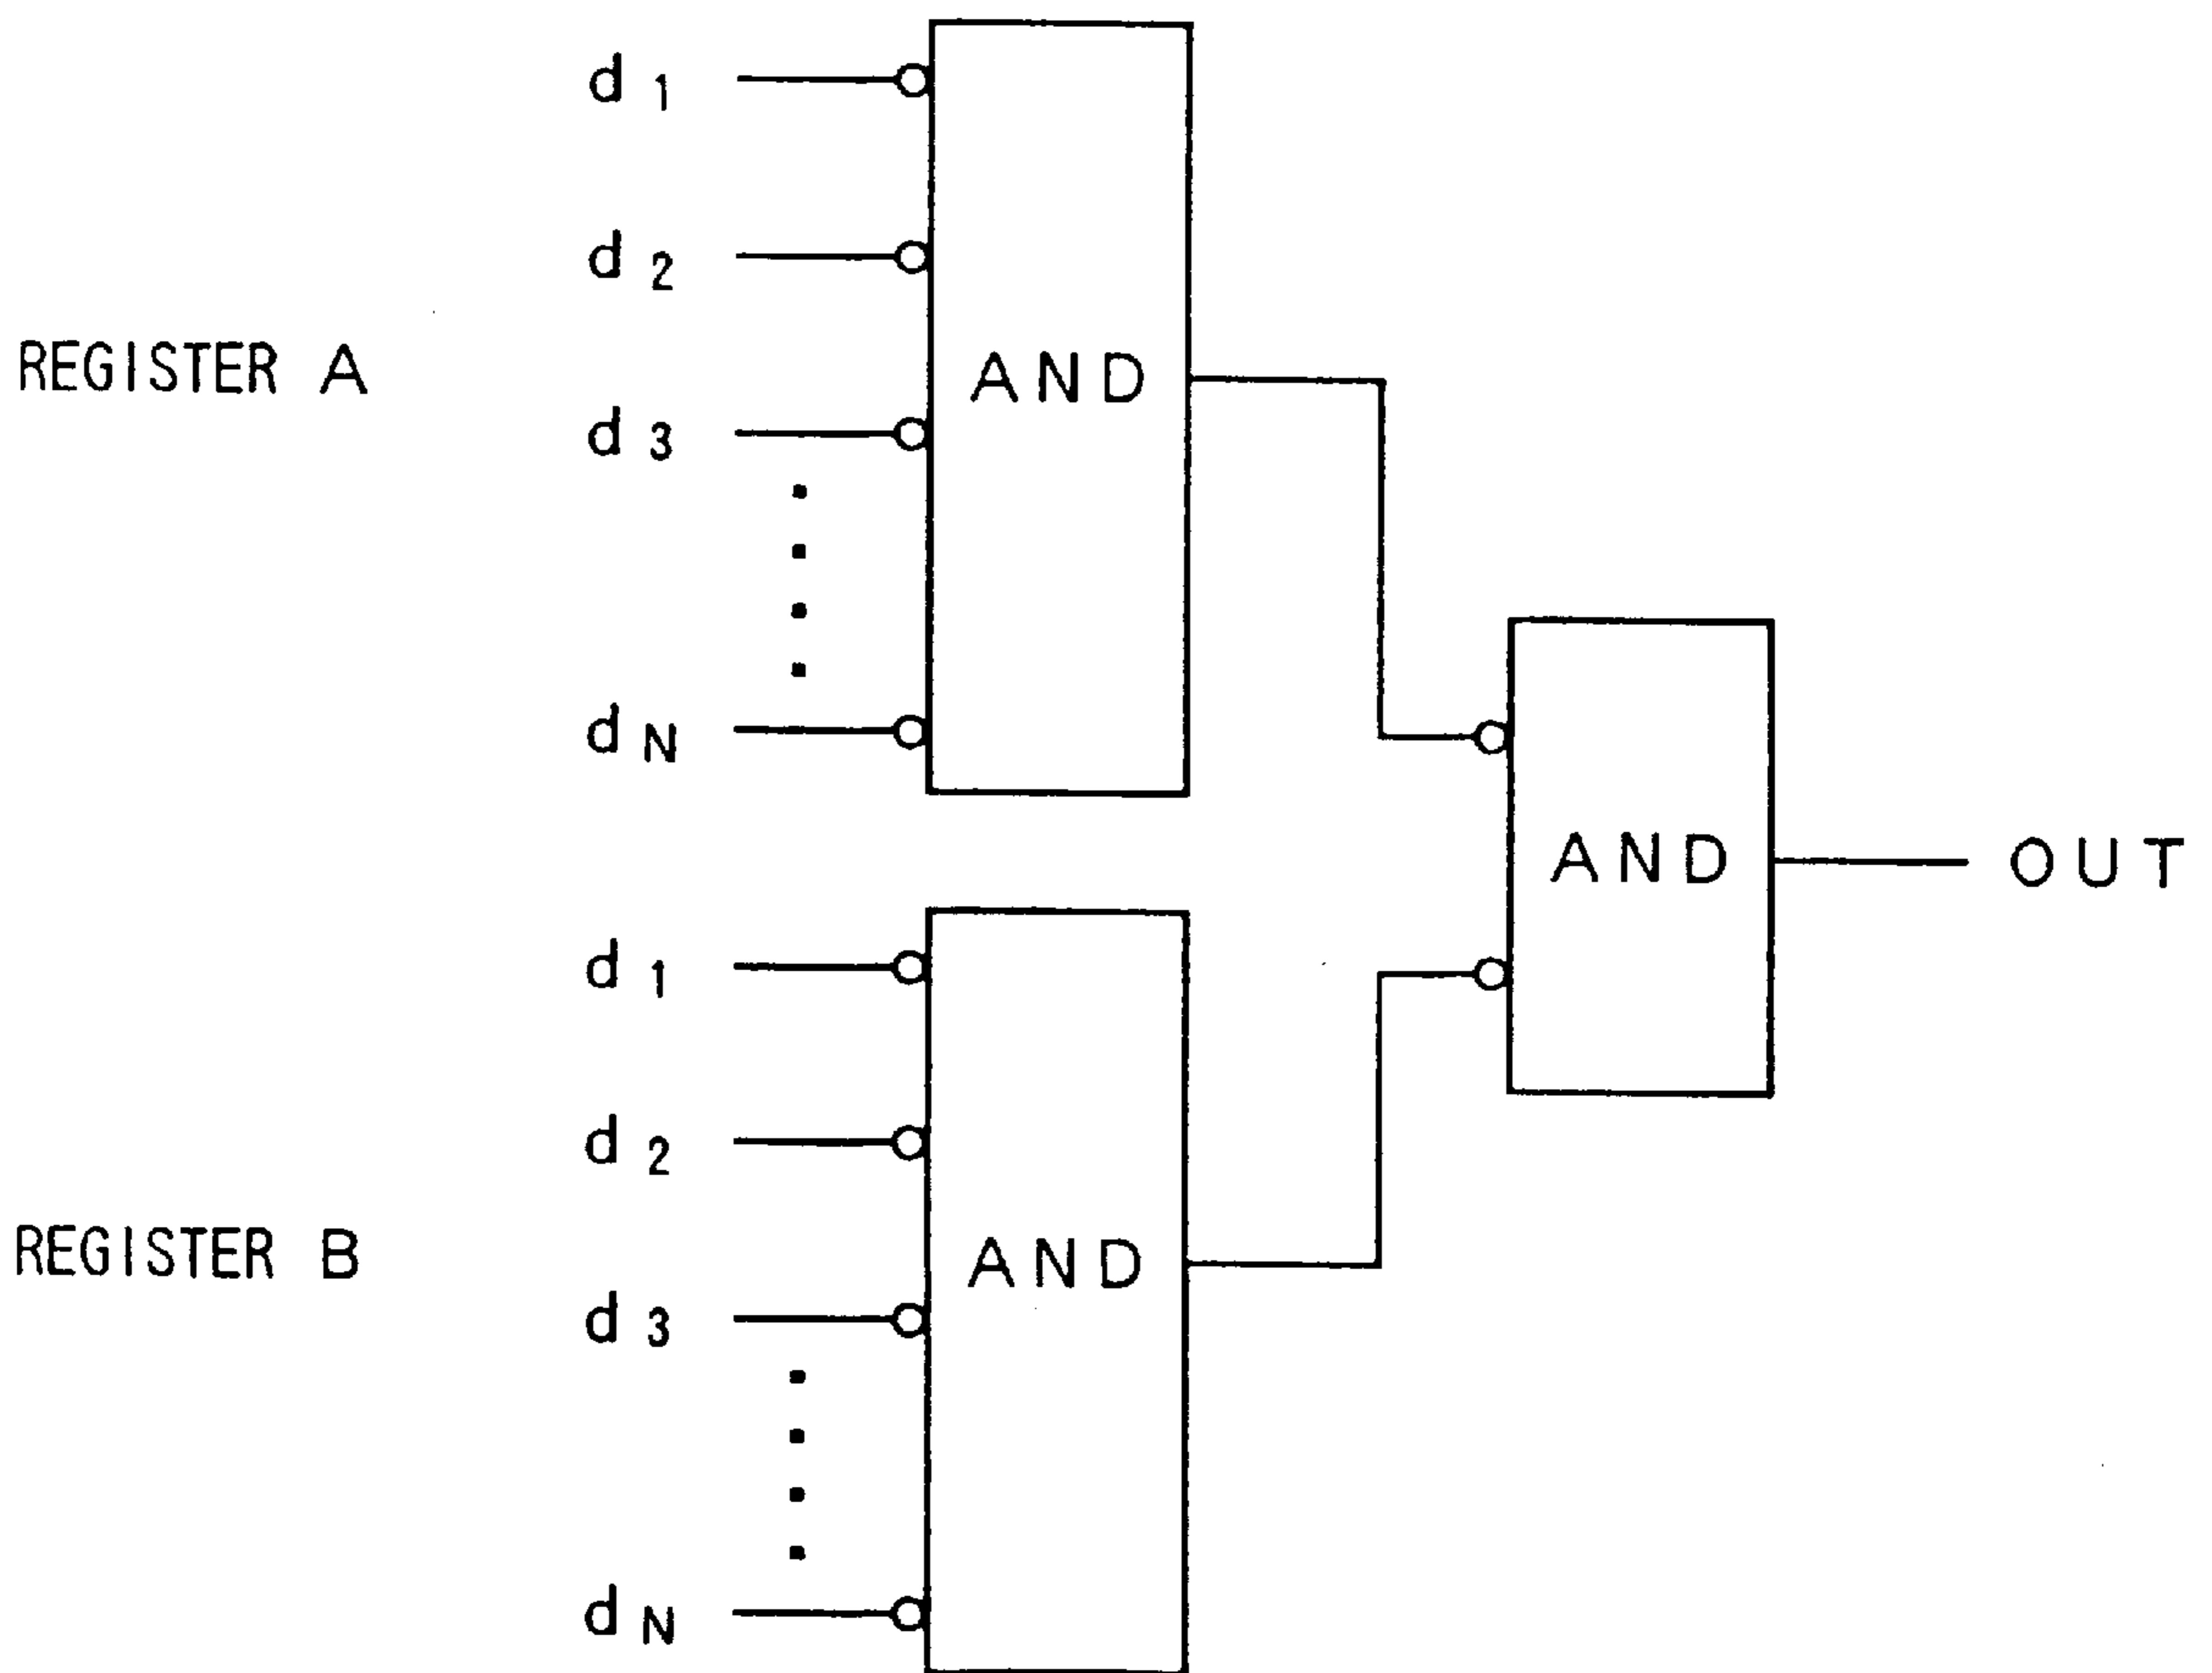 d 1
d 2
REGISTER A
AND
d 3
d N
AND
OUT
d 1
d 2
REGISTER B
AND
d 3
d N